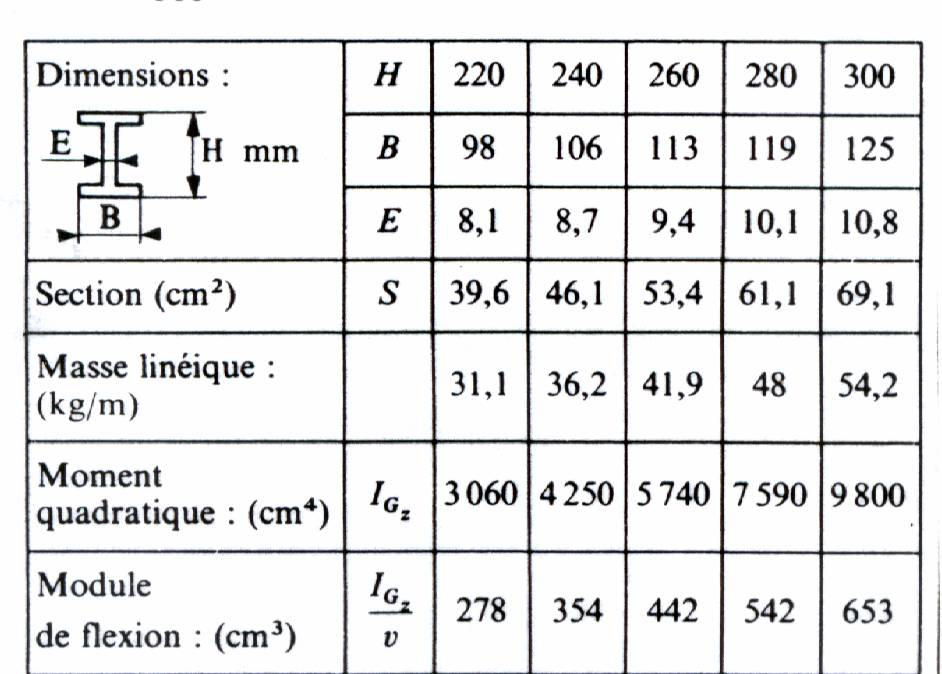 Dimensions : H 220 240 260 280 300
E H mm B 98 106 113 119 125
B E 8,1 8,7 9,4 10,1 10,8
Section (cm²) S 39,6 46,1 53,4 61,1 69,1
Masse linéique :
(kg/m) 31,1 36,2 41,9 48 54,2
Moment
quadratique : (cm⁴) I_{G_z} 3 060 4 250 5 740 7 590 9 800
Module
de flexion : (cm³) I_{G_z}/v 278 354 442 542 653